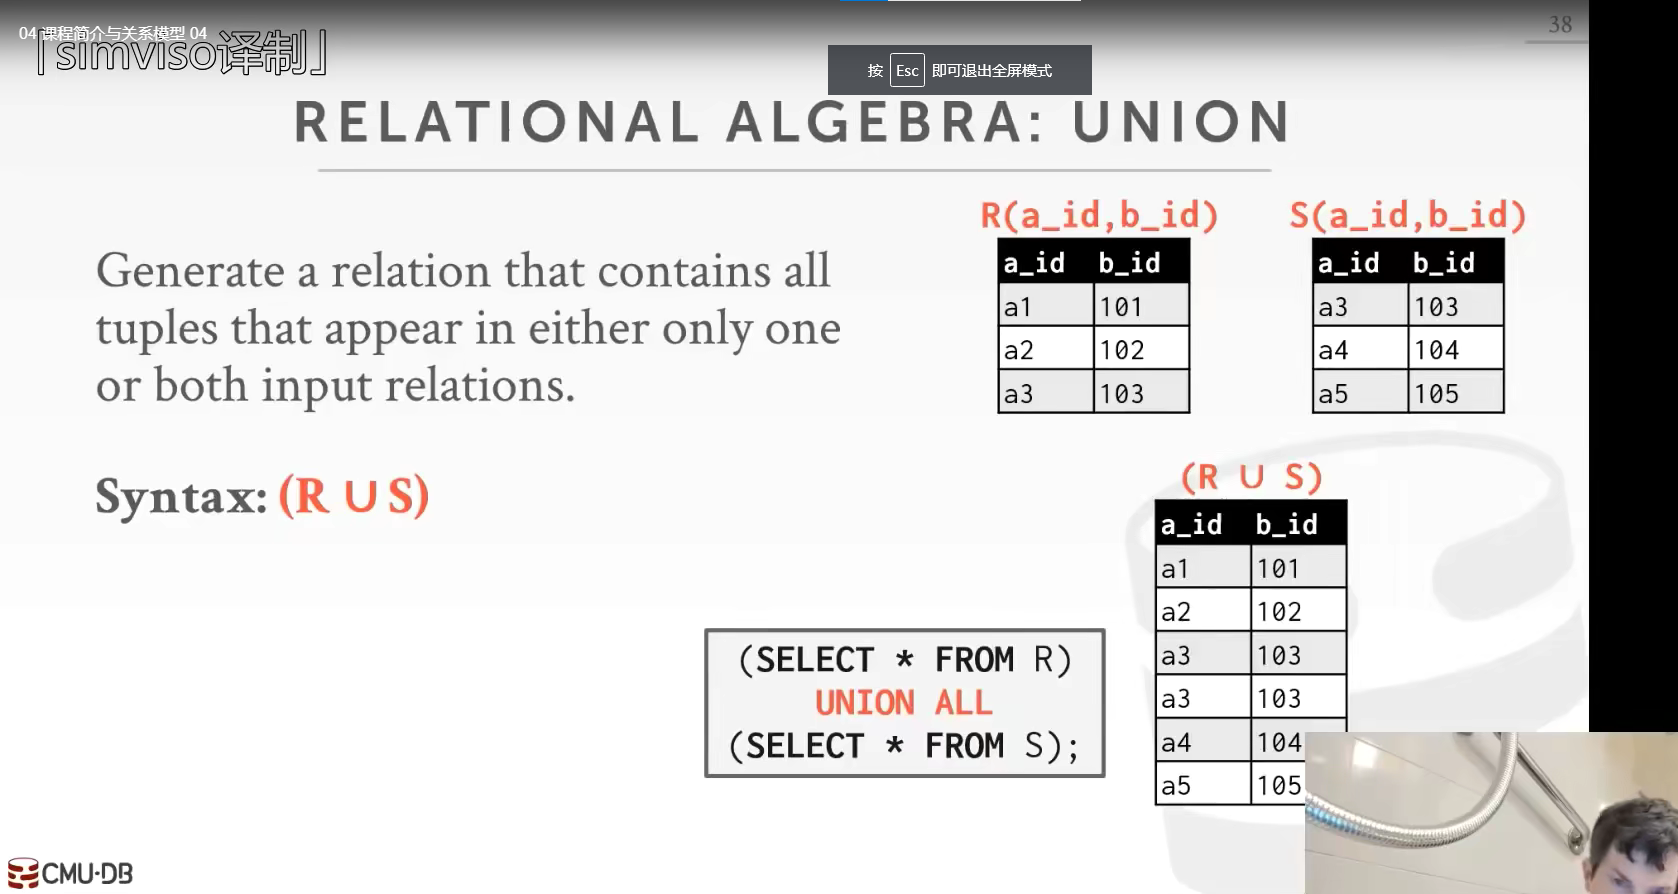 04 课程简介与关系模型 04
「simviso译制」
38
按 Esc 即可退出全屏模式
RELATIONAL ALGEBRA: UNION
Generate a relation that contains all
tuples that appear in either only one
or both input relations.
Syntax: (R ∪ S)
R(a_id,b_id)
a_id b_id
a1 101
a2 102
a3 103
S(a_id,b_id)
a_id b_id
a3 103
a4 104
a5 105
(R ∪ S)
a_id b_id
a1 101
a2 102
a3 103
a3 103
a4 104
a5 105
(SELECT * FROM R)
UNION ALL
(SELECT * FROM S);
CMU·DB